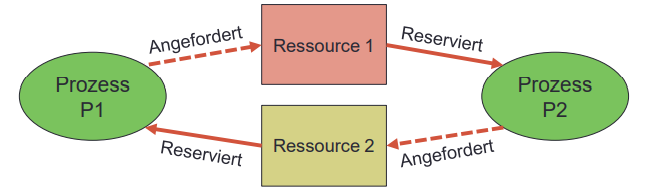 Angefordert
Ressource 1
Reserviert
Prozess
P1
Prozess
P2
Reserviert
Ressource 2
Angefordert